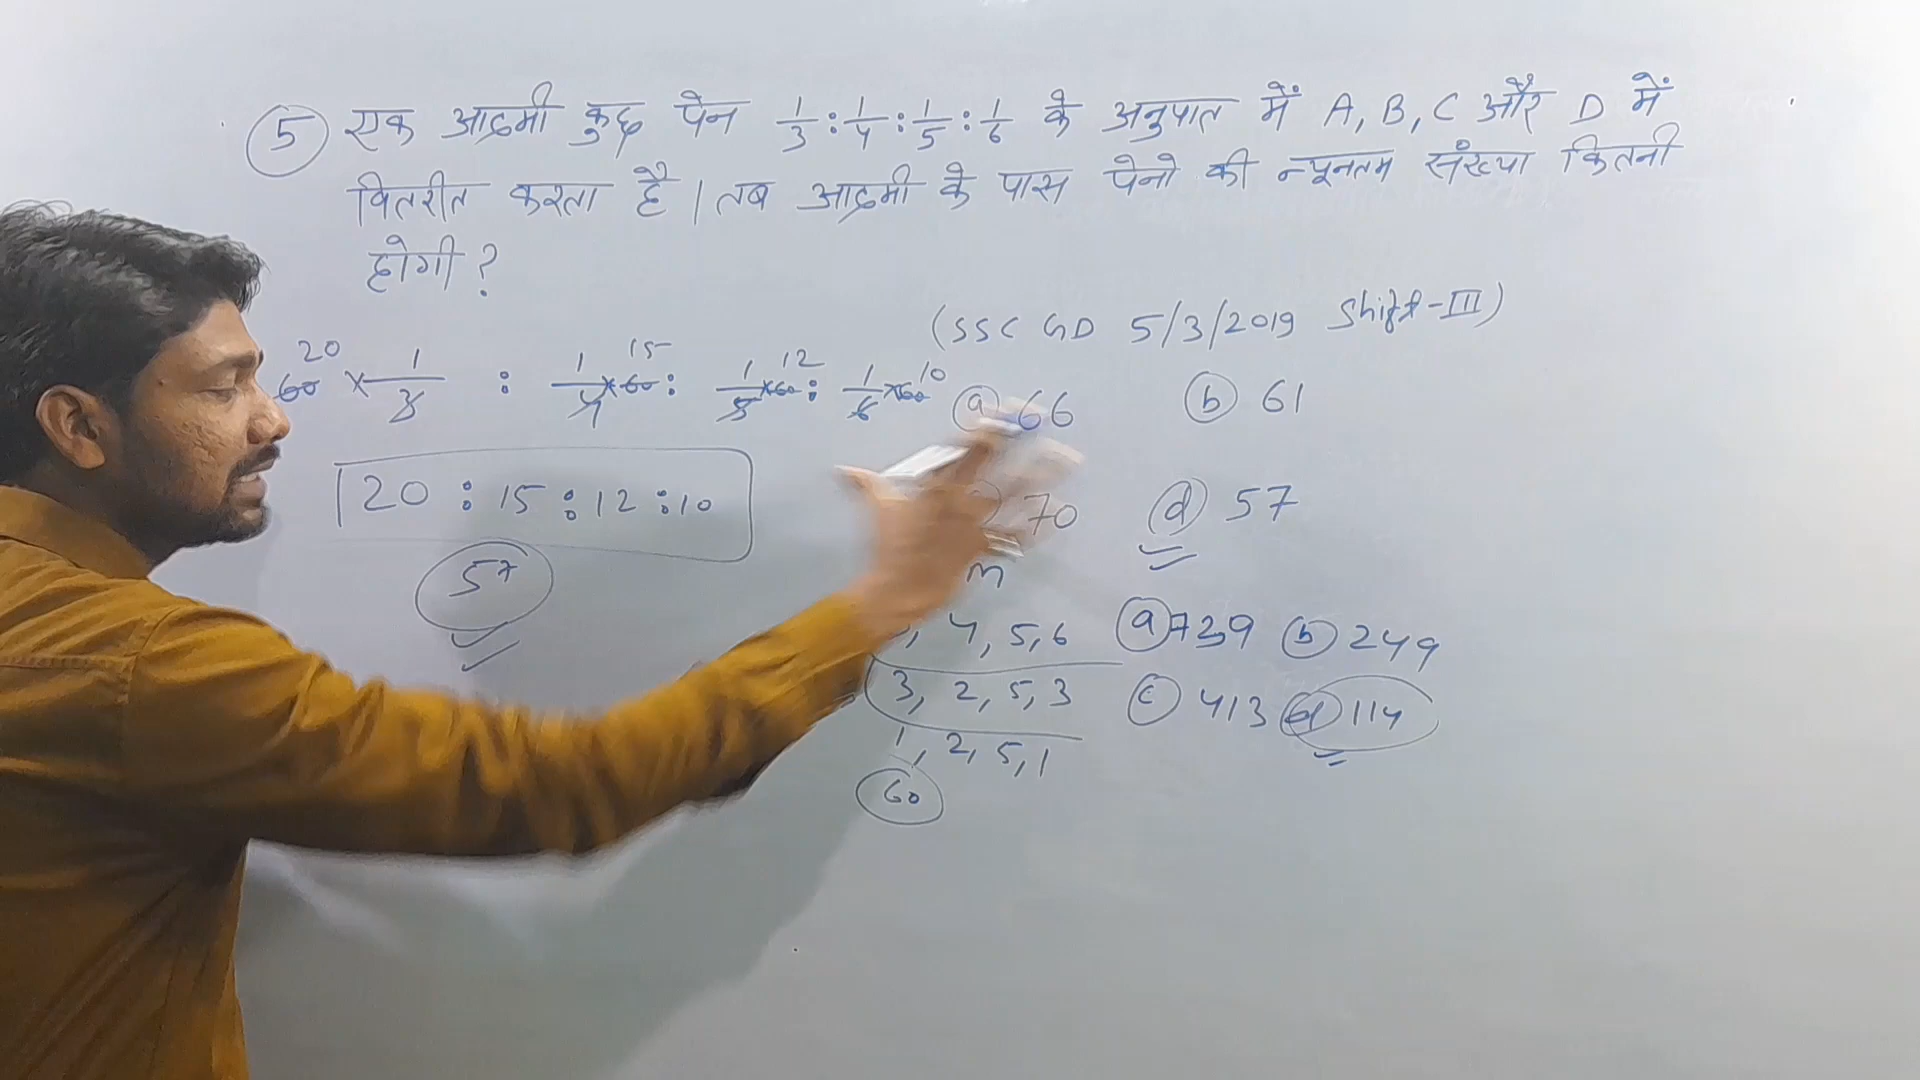 5 एक आदमी कुछ पेन 1/3 : 1/4 : 1/5 : 1/6 के अनुपात में A, B, C और D में
वितरीत करता है | तब आदमी के पास पेनो की न्यूनतम संख्या कितनी
होगी ?
(SSC GD 5/3/2019 Shift-III)
20 15 12 10
60 × 1/3 : 1/4 × 60 : 1/5 × 60 : 1/6 × 60
a 66 b 61
20 : 15 : 12 : 10
70 d 57
57
m
, 4, 5, 6
3, 2, 5, 3
1, 2, 5, 1
60
a 729 b 249
c 413 d 114